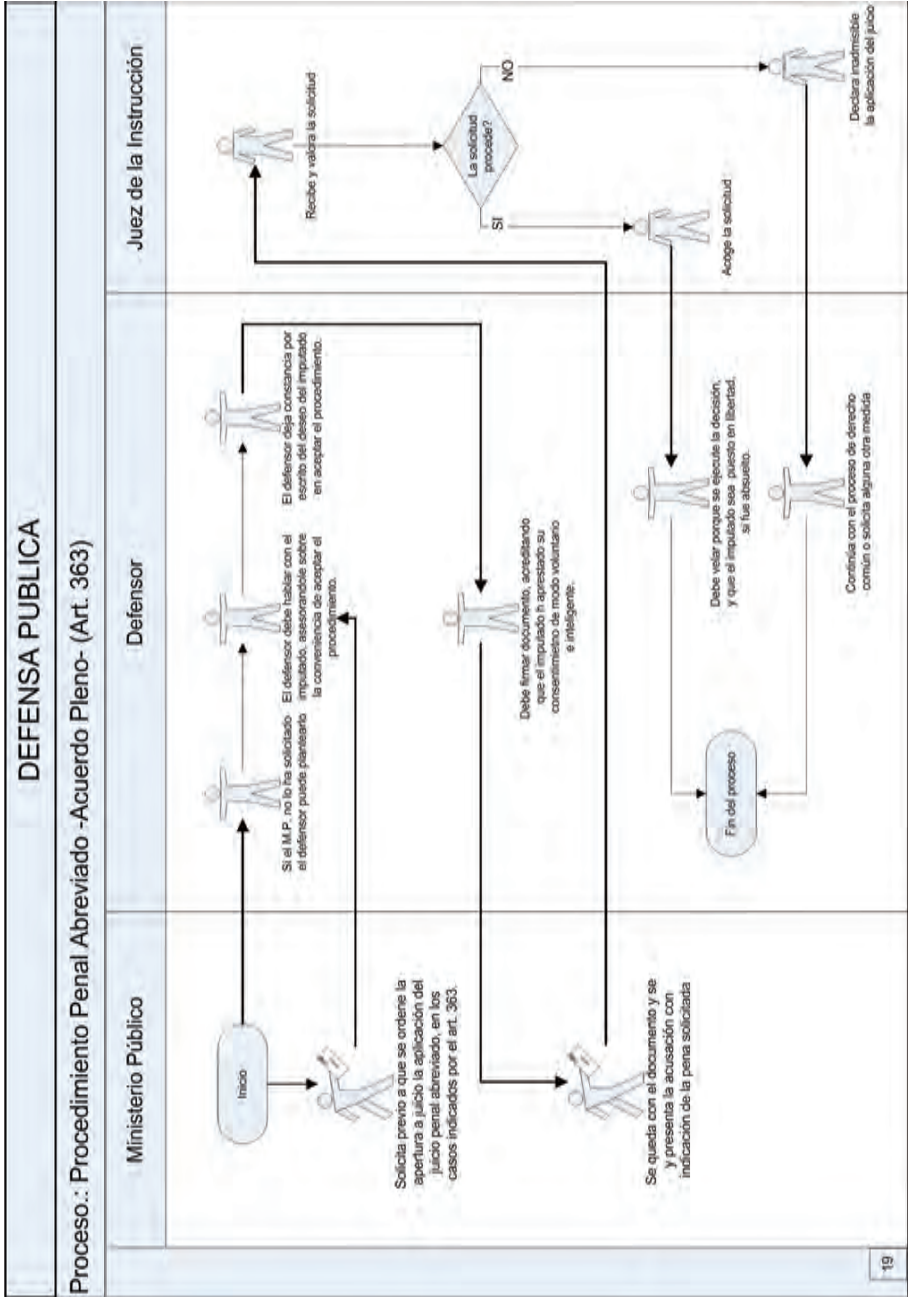 DEFENSA PUBLICA
Proceso.: Procedimiento Penal Abreviado -Acuerdo Pleno- (Art. 363)
Ministerio Público
Defensor
Juez de la Instrucción
Inicio
Solicita previo a que se ordene la
apertura a juicio la aplicación del
juicio penal abreviado, en los
casos indicados por el art. 363.
Si el M.P. no lo ha solicitado
el defensor puede plantearlo
El defensor debe hablar con el
imputado, asesorandole sobre
la conveniencia de aceptar el
procedimiento.
El defensor deja constancia por
escrito del deseo del imputado
en aceptar el procedimiento.
Debe firmar documento, acreditando
que el imputado h aprestado su
consentimietno de modo voluntario
e inteligente.
Se queda con el documento y se
y presenta la acusación con
indicación de la pena solicitada
Recibe y valora la solicitud
La solicitud
procede?
SI
NO
Acoge la solicitud
Declara inadmisible
la aplicación del juicio
Debe velar porque se ejecute la decisión,
y que el imputado sea puesto en libertad,
si fue absuelto.
Continúa con el proceso de derecho
común o solicita alguna otra medida
Fin del proceso
19